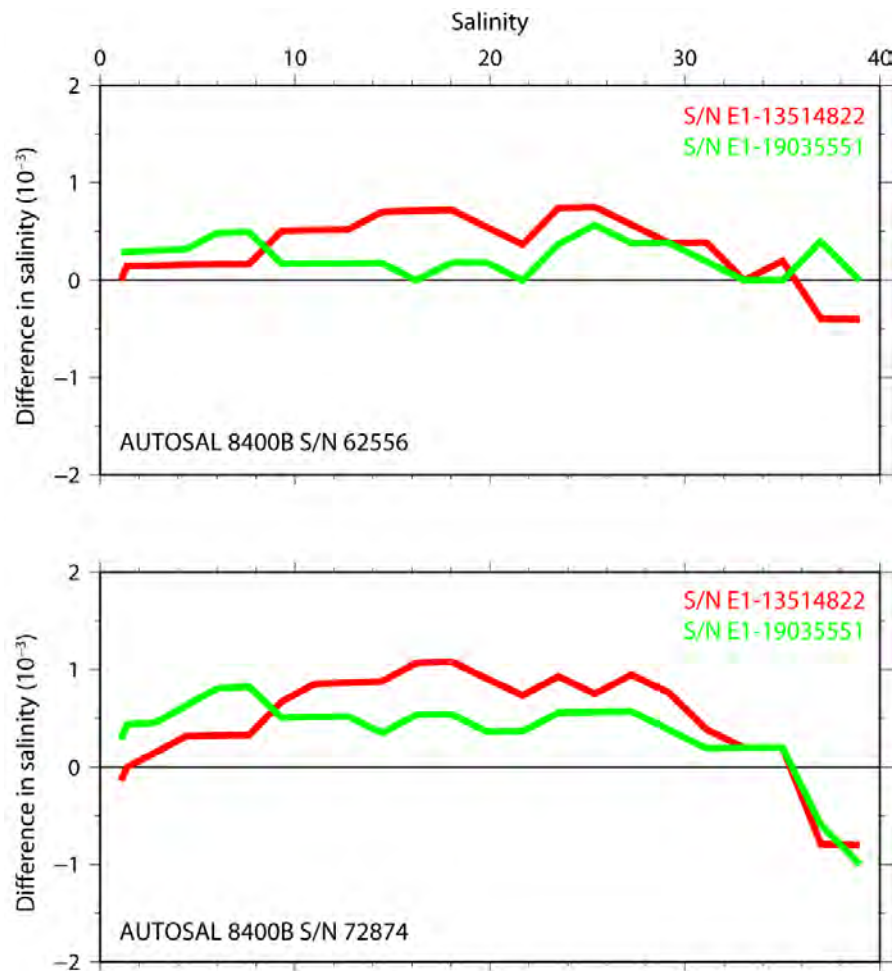 Salinity
0 10 20 30 40
2
1
0
−1
−2
Difference in salinity (10⁻³)
S/N E1-13514822
S/N E1-19035551
AUTOSAL 8400B S/N 62556
2
1
0
−1
−2
Difference in salinity (10⁻³)
S/N E1-13514822
S/N E1-19035551
AUTOSAL 8400B S/N 72874